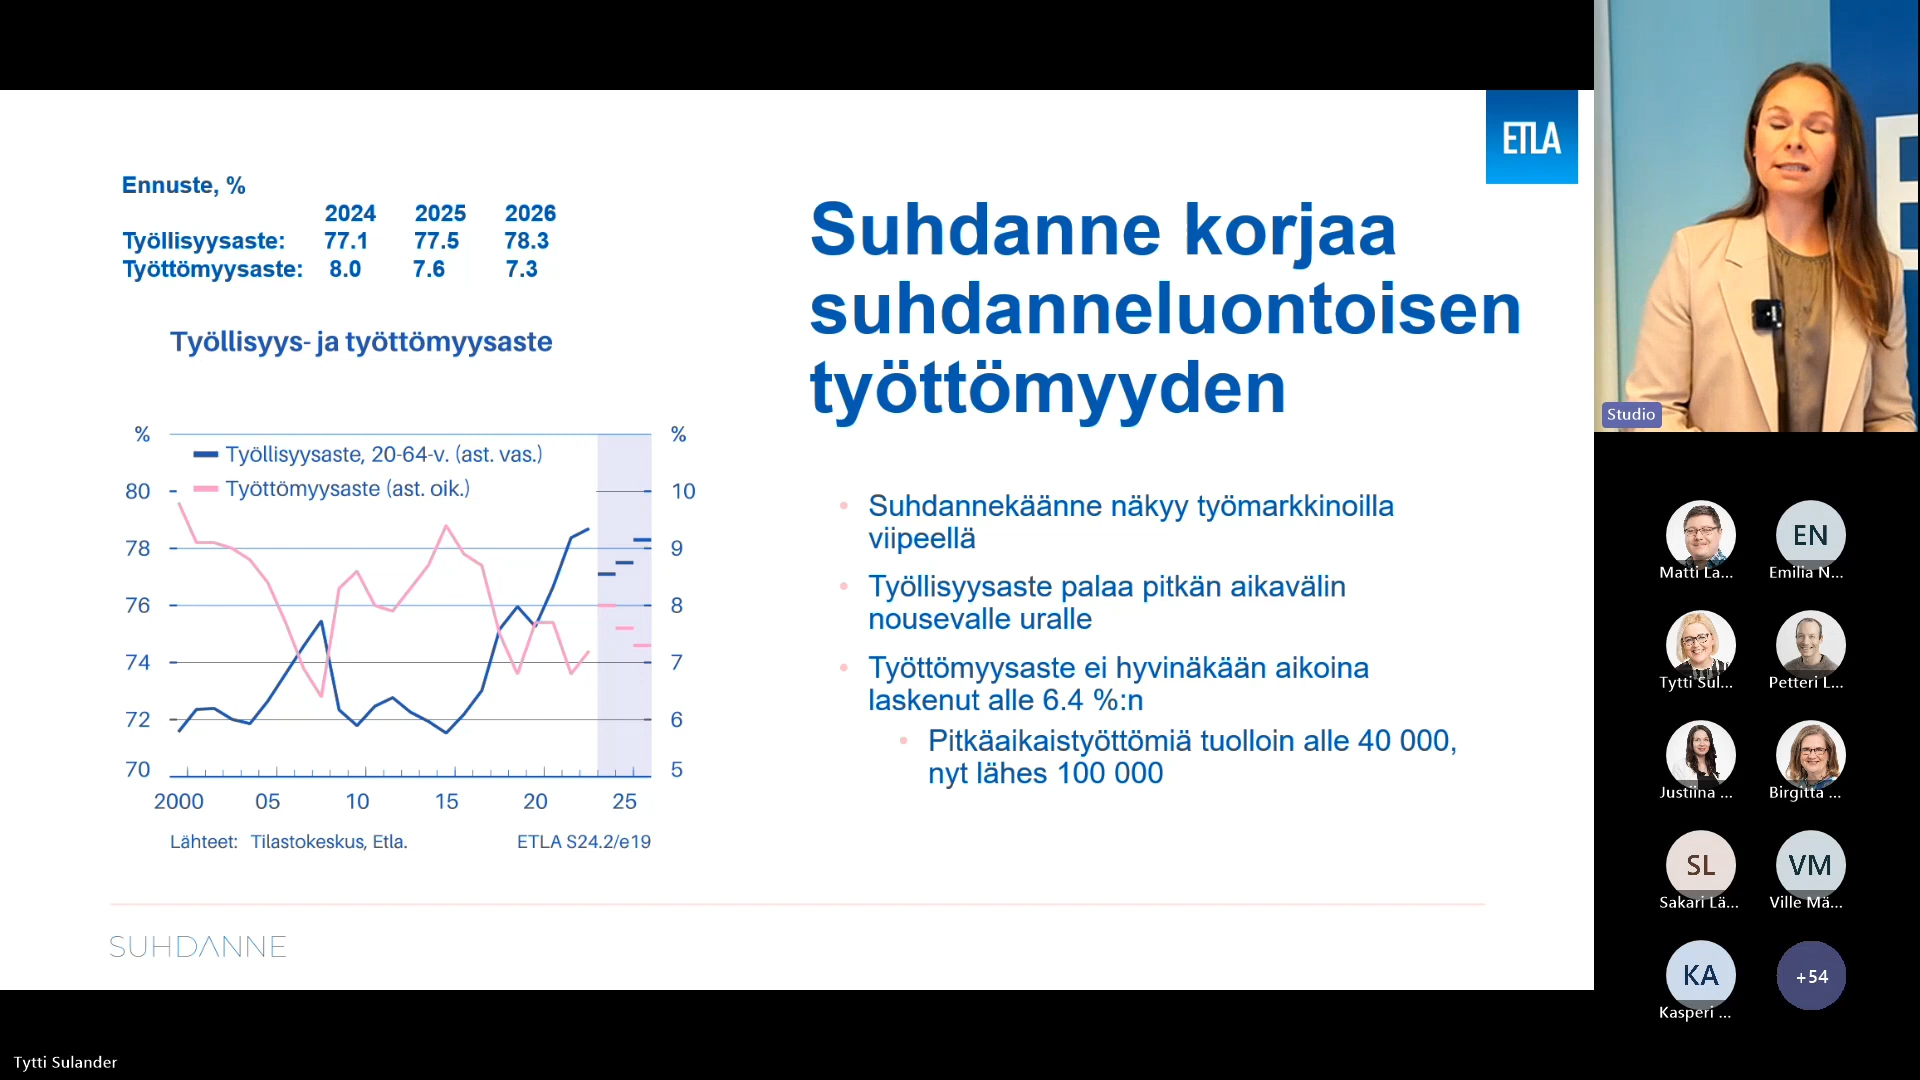 ETLA
Ennuste, %
2024 2025 2026
Työllisyysaste: 77.1 77.5 78.3
Työttömyysaste: 8.0 7.6 7.3
Työllisyys- ja työttömyysaste
% %
Työllisyysaste, 20-64-v. (ast. vas.)
Työttömyysaste (ast. oik.)
80 10
78 9
76 8
74 7
72 6
70 5
2000 05 10 15 20 25
Lähteet: Tilastokeskus, Etla. ETLA S24.2/e19
Suhdanne korjaa
suhdanneluontoisen
työttömyyden
Suhdannekäänne näkyy työmarkkinoilla
viipeellä
Työllisyysaste palaa pitkän aikavälin
nousevalle uralle
Työttömyysaste ei hyvinäkään aikoina
laskenut alle 6.4 %:n
Pitkäaikaistyöttömiä tuolloin alle 40 000,
nyt lähes 100 000
SUHDANNE
Tytti Sulander
E
Studio
EN
Matti La... Emilia N...
Tytti Sul... Petteri L...
Justiina ... Birgitta ...
SL VM
Sakari Lä... Ville Mä...
KA +54
Kasperi ...